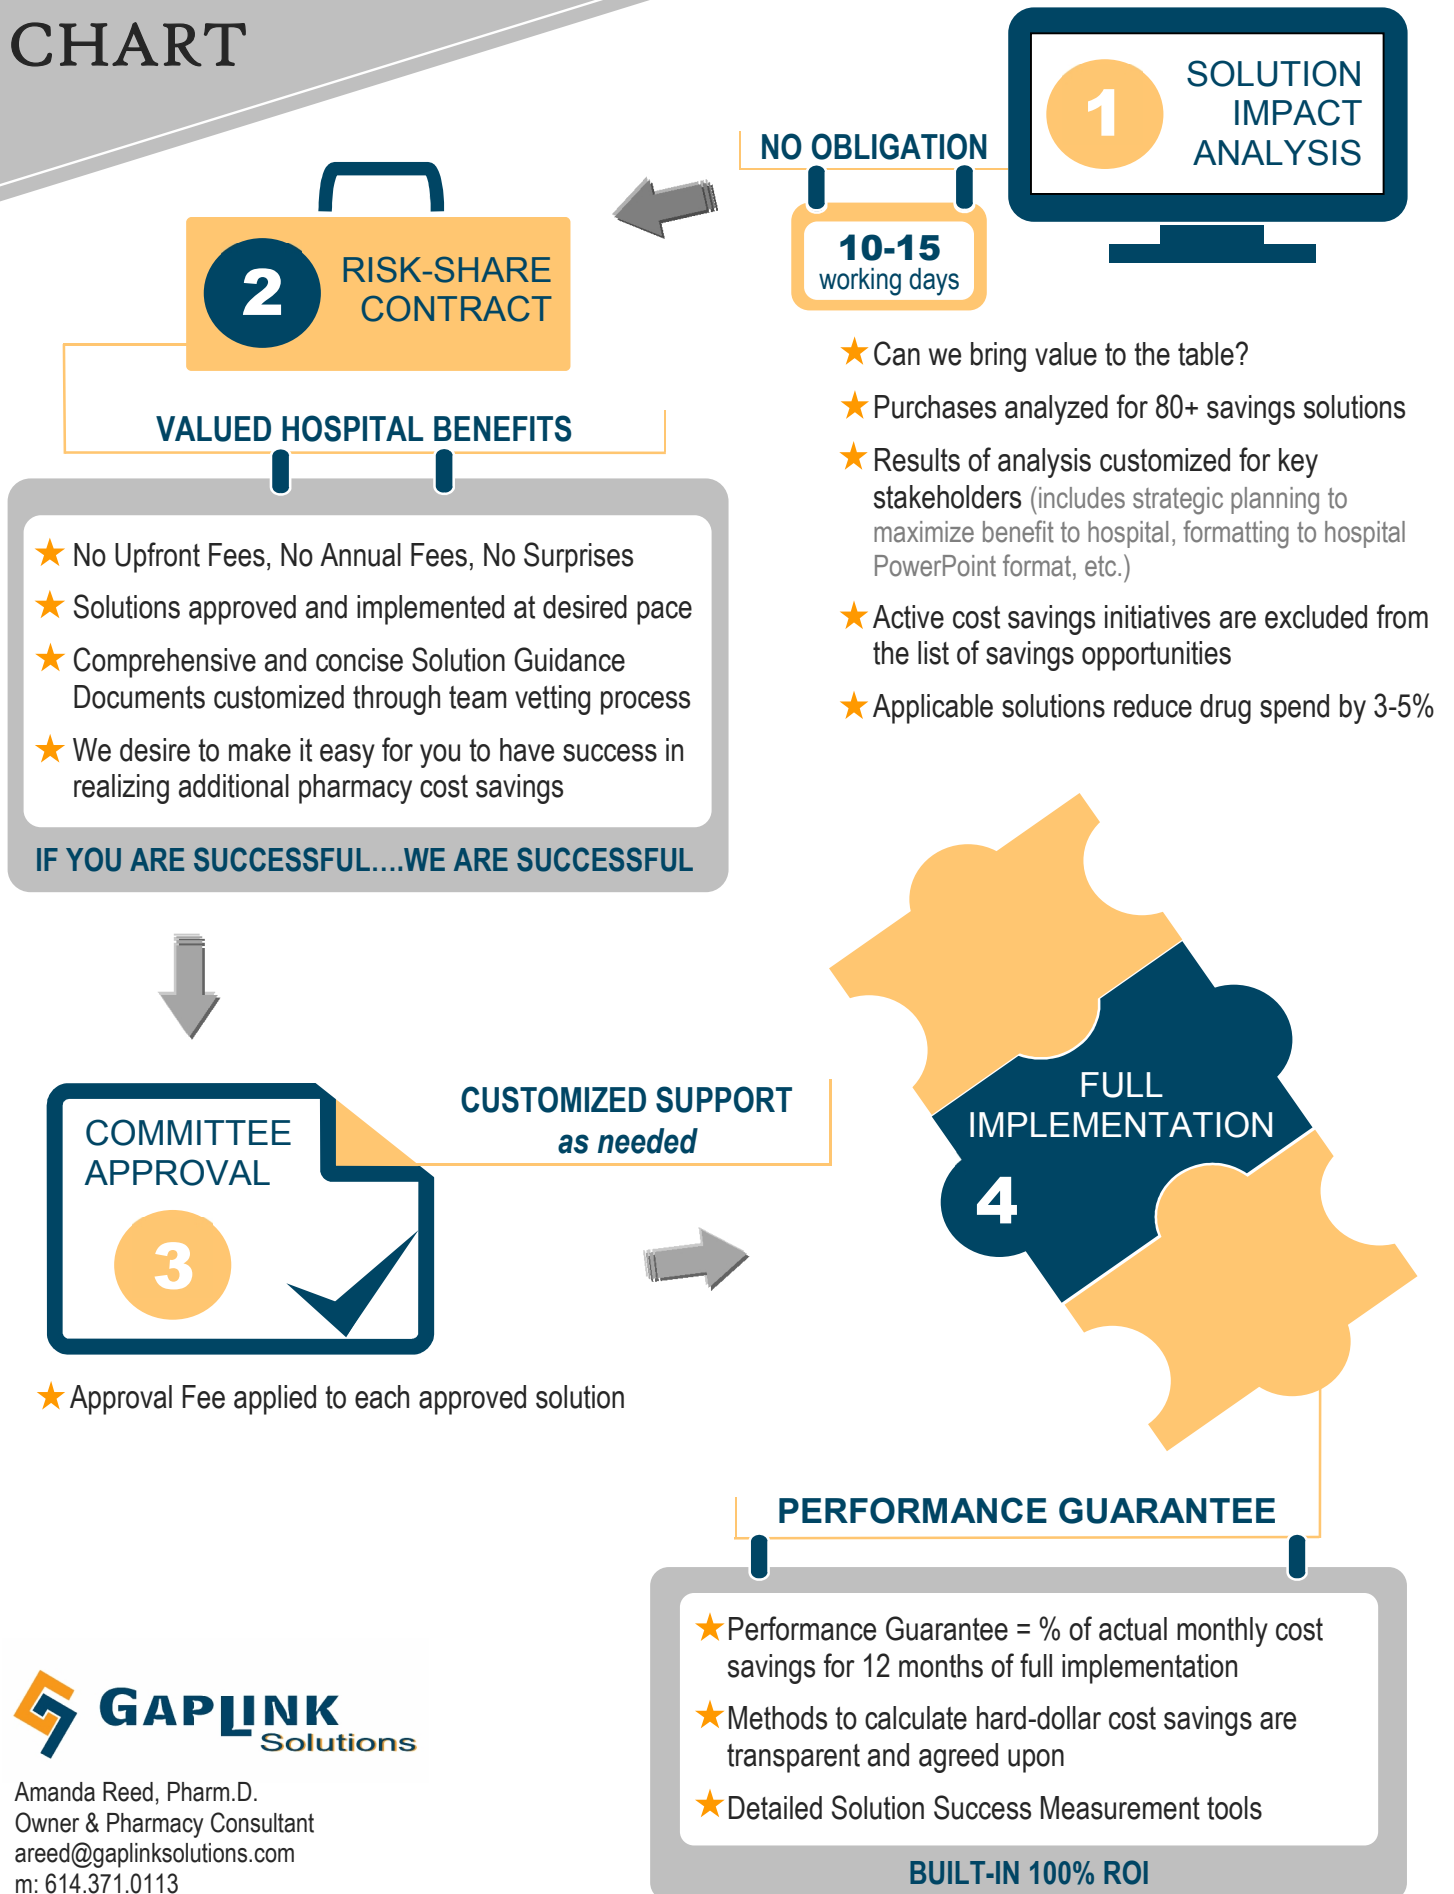 CHART
1
SOLUTION
IMPACT
ANALYSIS
NO OBLIGATION
10-15
working days
★Can we bring value to the table?
★Purchases analyzed for 80+ savings solutions
★Results of analysis customized for key
stakeholders (includes strategic planning to
maximize benefit to hospital, formatting to hospital
PowerPoint format, etc.)
★Active cost savings initiatives are excluded from
the list of savings opportunities
★Applicable solutions reduce drug spend by 3-5%
2
RISK-SHARE
CONTRACT
VALUED HOSPITAL BENEFITS
★ No Upfront Fees, No Annual Fees, No Surprises
★ Solutions approved and implemented at desired pace
★ Comprehensive and concise Solution Guidance
Documents customized through team vetting process
★ We desire to make it easy for you to have success in
realizing additional pharmacy cost savings
IF YOU ARE SUCCESSFUL....WE ARE SUCCESSFUL
COMMITTEE
APPROVAL
3
CUSTOMIZED SUPPORT
as needed
★ Approval Fee applied to each approved solution
FULL
IMPLEMENTATION
4
PERFORMANCE GUARANTEE
★Performance Guarantee = % of actual monthly cost
savings for 12 months of full implementation
★Methods to calculate hard-dollar cost savings are
transparent and agreed upon
★Detailed Solution Success Measurement tools
BUILT-IN 100% ROI
GAPLINK
Solutions
Amanda Reed, Pharm.D.
Owner & Pharmacy Consultant
areed@gaplinksolutions.com
m: 614.371.0113